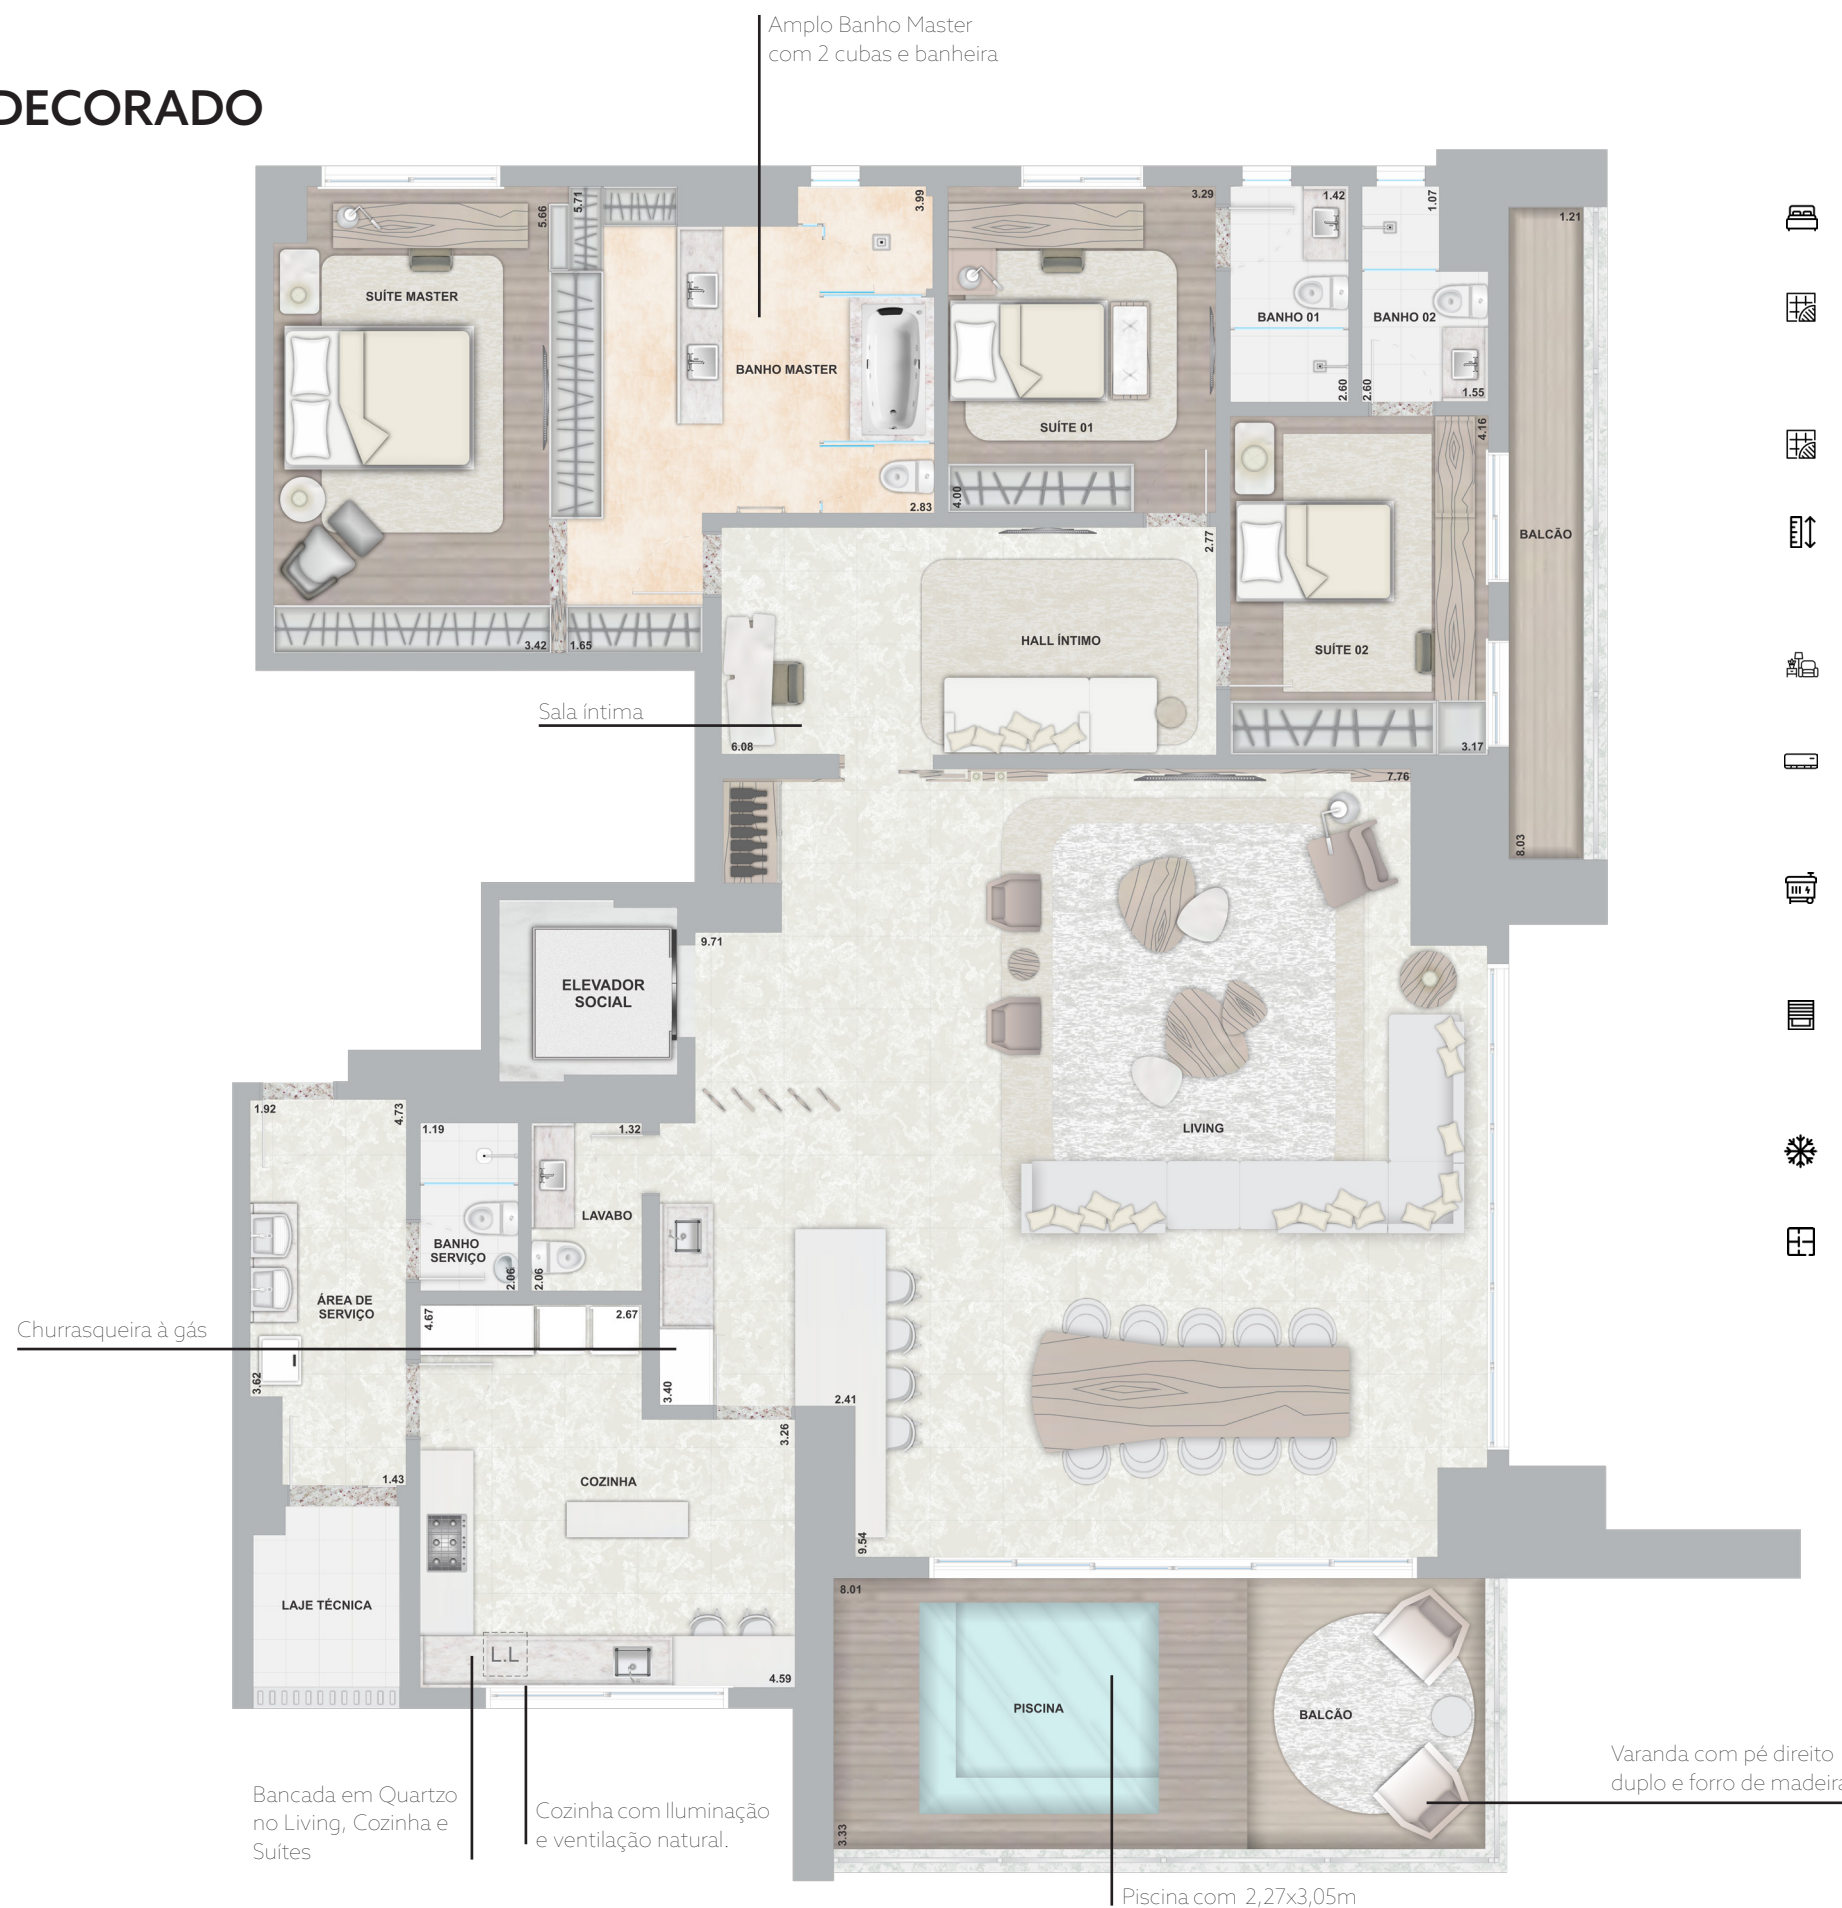 Amplo Banho Master
com 2 cubas e banheira
DECORADO
3.99
5.66
5.71
3.29
1.42
1.07
1.21
SUÍTE MASTER
BANHO 01
BANHO 02
BANHO MASTER
2.60
2.60
1.55
SUÍTE 01
4.16
4.00
2.83
2.77
BALCÃO
HALL ÍNTIMO
SUÍTE 02
3.42
1.65
Sala íntima
6.08
3.17
7.76
8.03
9.71
ELEVADOR
SOCIAL
1.92
4.73
1.19
1.32
LIVING
LAVABO
BANHO
SERVIÇO
2.06
2.06
ÁREA DE
SERVIÇO
4.67
2.67
Churrasqueira à gás
3.62
3.40
2.41
3.26
1.43
COZINHA
9.54
8.01
LAJE TÉCNICA
L.L
4.59
PISCINA
BALCÃO
3.33
Varanda com pé direito
duplo e forro de madeira
Bancada em Quartzo
no Living, Cozinha e
Suítes
Cozinha com Iluminação
e ventilação natural.
Piscina com 2,27x3,05m